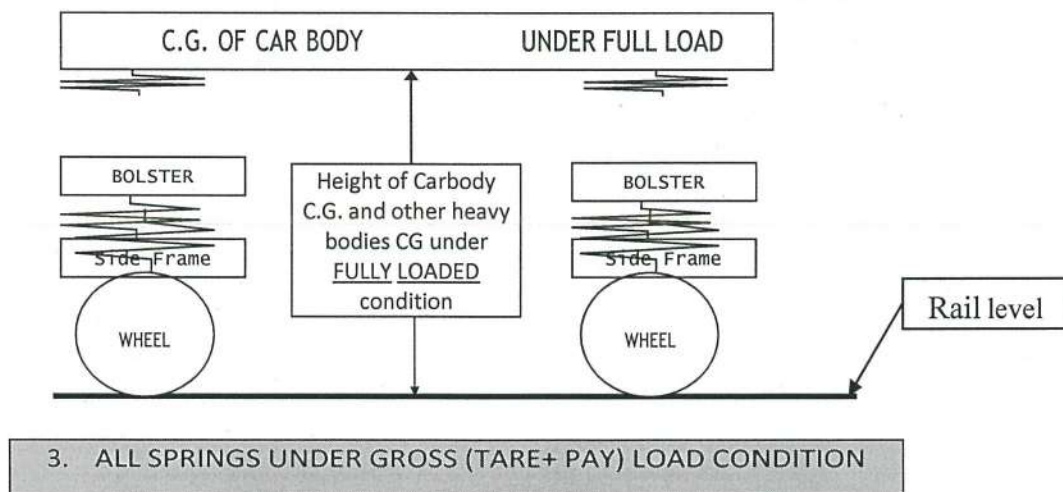 C.G. OF CAR BODY UNDER FULL LOAD
BOLSTER
Side Frame
WHEEL
Height of Carbody
C.G. and other heavy
bodies CG under
FULLY LOADED
condition
BOLSTER
Side Frame
WHEEL
Rail level
3. ALL SPRINGS UNDER GROSS (TARE+ PAY) LOAD CONDITION